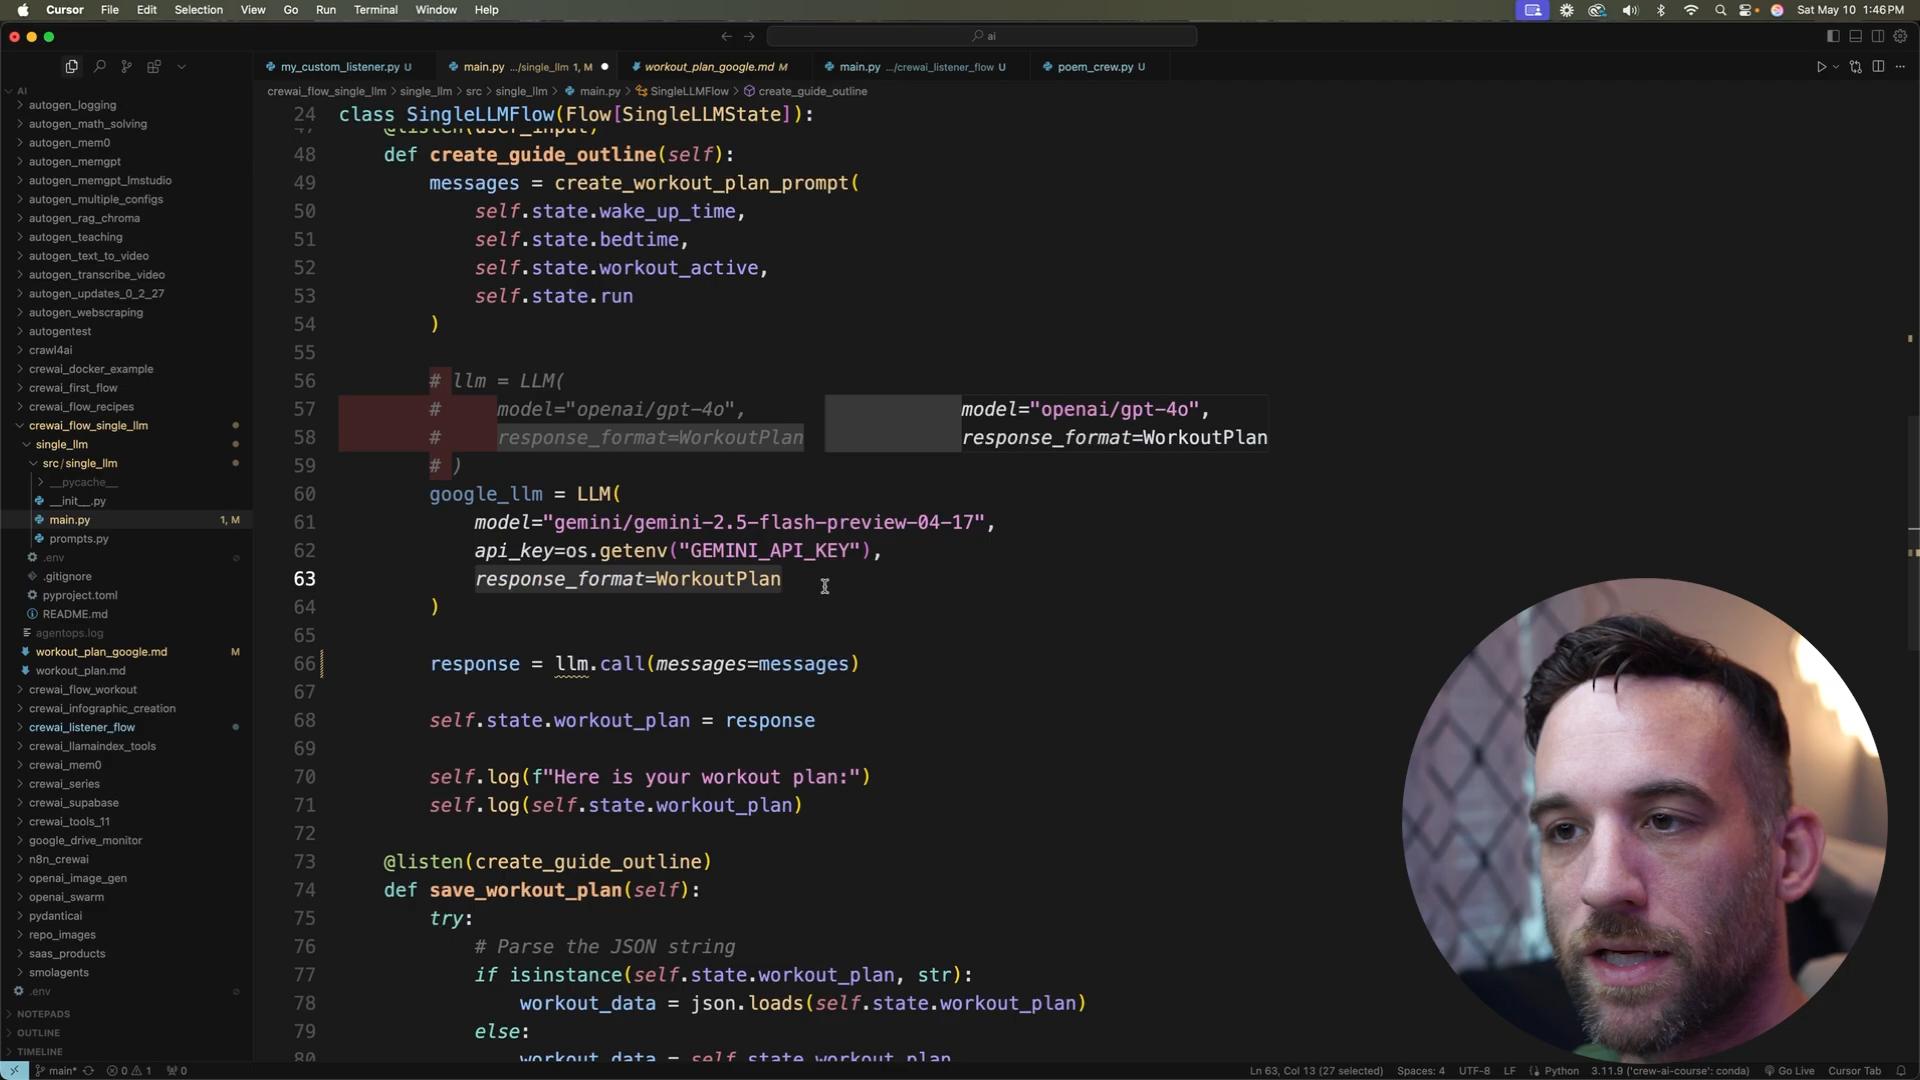 Cursor File Edit Selection View Go Run Terminal Window Help Sat May 10 1:46 PM
ai
my_custom_listener.py U main.py .../single_llm 1, M workout_plan_google.md M main.py .../crewai_listener_flow U poem_crew.py U
crewai_flow_single_llm > single_llm > src > single_llm > main.py > SingleLLMFlow > create_guide_outline
AI
autogen_logging
autogen_math_solving
autogen_mem0
autogen_memgpt
autogen_memgpt_lmstudio
autogen_multiple_configs
autogen_rag_chroma
autogen_teaching
autogen_text_to_video
autogen_transcribe_video
autogen_updates_0_2_27
autogen_webscraping
autogentest
crawl4ai
crewai_docker_example
crewai_first_flow
crewai_flow_recipes
crewai_flow_single_llm
single_llm
src/single_llm
__pycache__
__init__.py
main.py 1, M
prompts.py
.env
.gitignore
pyproject.toml
README.md
agentops.log
workout_plan_google.md M
workout_plan.md
crewai_flow_workout
crewai_infographic_creation
crewai_listener_flow
crewai_llamaindex_tools
crewai_mem0
crewai_series
crewai_supabase
crewai_tools_11
google_drive_monitor
n8n_crewai
openai_image_gen
openai_swarm
pydanticai
repo_images
saas_products
smolagents
.env
NOTEPADS
OUTLINE
TIMELINE
24 class SingleLLMFlow(Flow[SingleLLMState]):
47 @listen(user_input)
48 def create_guide_outline(self):
49 messages = create_workout_plan_prompt(
50 self.state.wake_up_time,
51 self.state.bedtime,
52 self.state.workout_active,
53 self.state.run
54 )
55
56 # llm = LLM(
57 # model="openai/gpt-4o", model="openai/gpt-4o",
58 # response_format=WorkoutPlan response_format=WorkoutPlan
59 # )
60 google_llm = LLM(
61 model="gemini/gemini-2.5-flash-preview-04-17",
62 api_key=os.getenv("GEMINI_API_KEY"),
63 response_format=WorkoutPlan
64 )
65
66 response = llm.call(messages=messages)
67
68 self.state.workout_plan = response
69
70 self.log(f"Here is your workout plan:")
71 self.log(self.state.workout_plan)
72
73 @listen(create_guide_outline)
74 def save_workout_plan(self):
75 try:
76 # Parse the JSON string
77 if isinstance(self.state.workout_plan, str):
78 workout_data = json.loads(self.state.workout_plan)
79 else:
80 workout_data = self.state.workout_plan
main* 0 1 0 Ln 63, Col 13 (27 selected) Spaces: 4 UTF-8 LF Python 3.11.9 ('crew-ai-course': conda) Go Live Cursor Tab